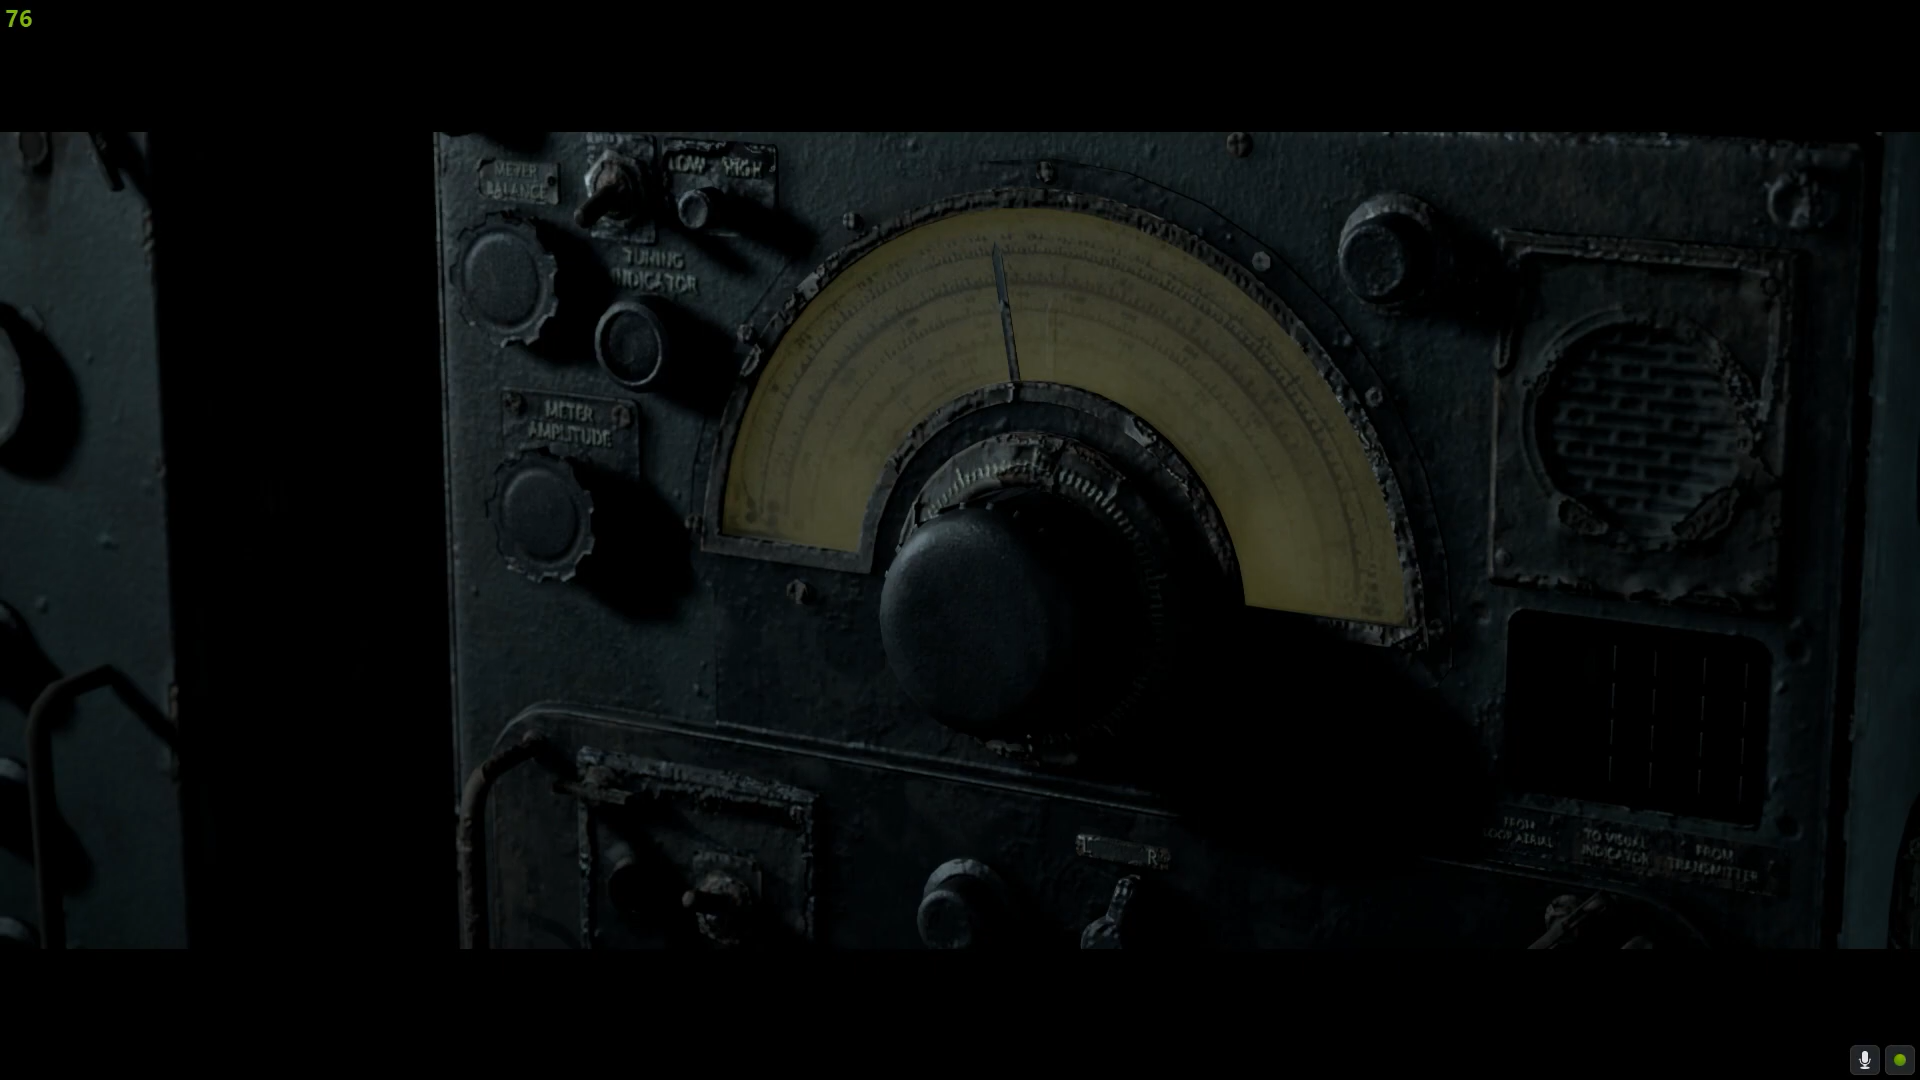 76
METER
BALANCE
LOW HIGH
TUNING
INDICATOR
METER
AMPLITUDE
L R
FROM
LOOP AERIAL
TO VISUAL
INDICATOR
FROM
TRANSMITTER